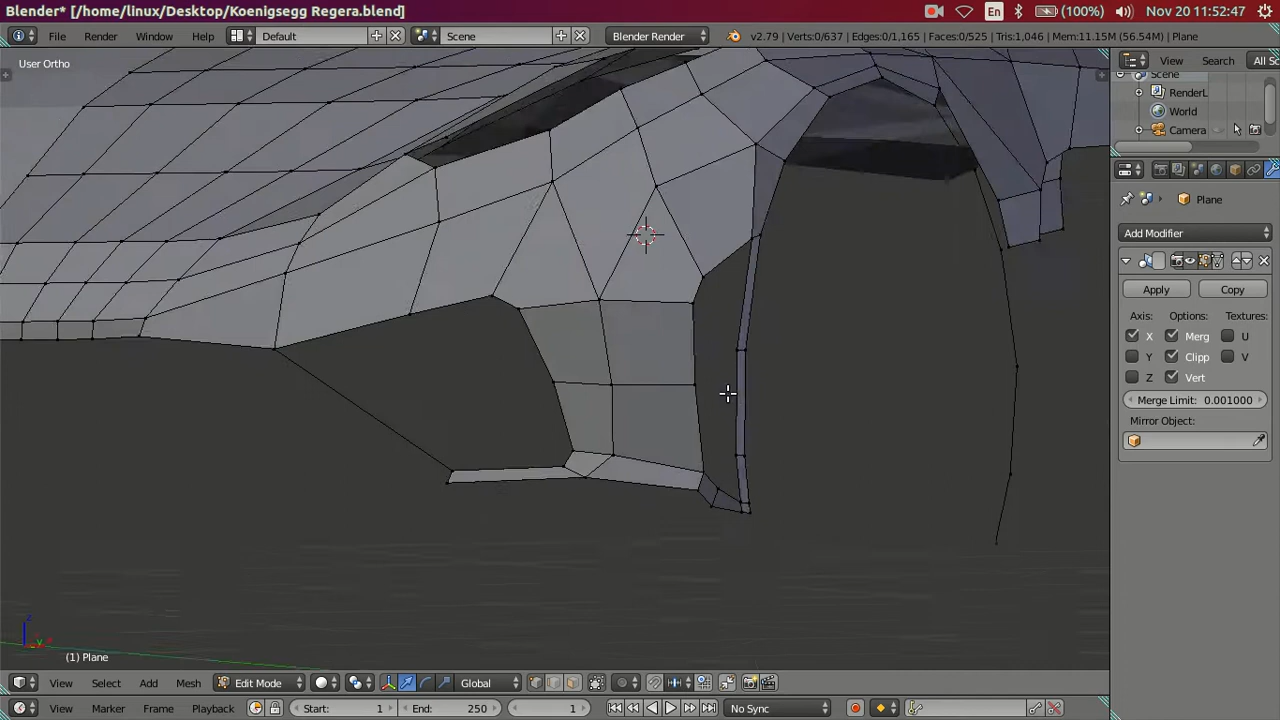 Blender* [/home/linux/Desktop/Koenigsegg Regera.blend]
En
(100%)
Nov 20 11:52:47
File
Render
Window
Help
Default
Scene
Blender Render
v2.79 | Verts:0/637 | Edges:0/1,165 | Faces:0/525 | Tris:1,046 | Mem:11.15M (56.54M) | Plane
User Ortho
View
Search
All Sc
Scene
RenderL
World
Camera
Plane
Add Modifier
Apply
Copy
Axis:
Options:
Textures:
X
Merg
U
Y
Clipp
V
Z
Vert
Merge Limit: 0.001000
Mirror Object:
z
y
x
(1) Plane
View
Select
Add
Mesh
Edit Mode
Global
View
Marker
Frame
Playback
Start: 1
End: 250
1
No Sync